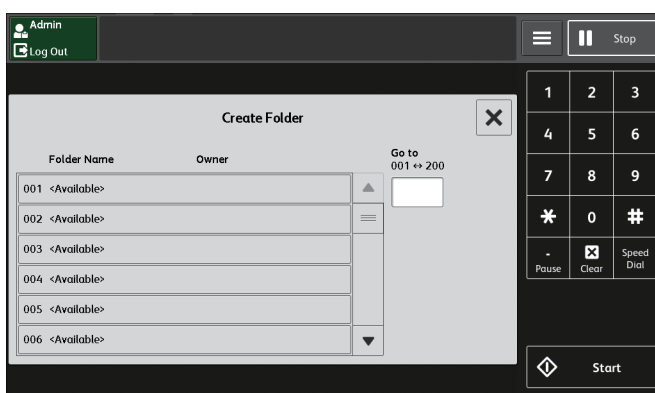 Admin
Log Out
Stop
Create Folder
Folder Name Owner
Go to
001 ↔ 200
001 <Available>
002 <Available>
003 <Available>
004 <Available>
005 <Available>
006 <Available>
1 2 3
4 5 6
7 8 9
* 0 #
- Pause
Clear
Speed
Dial
Start